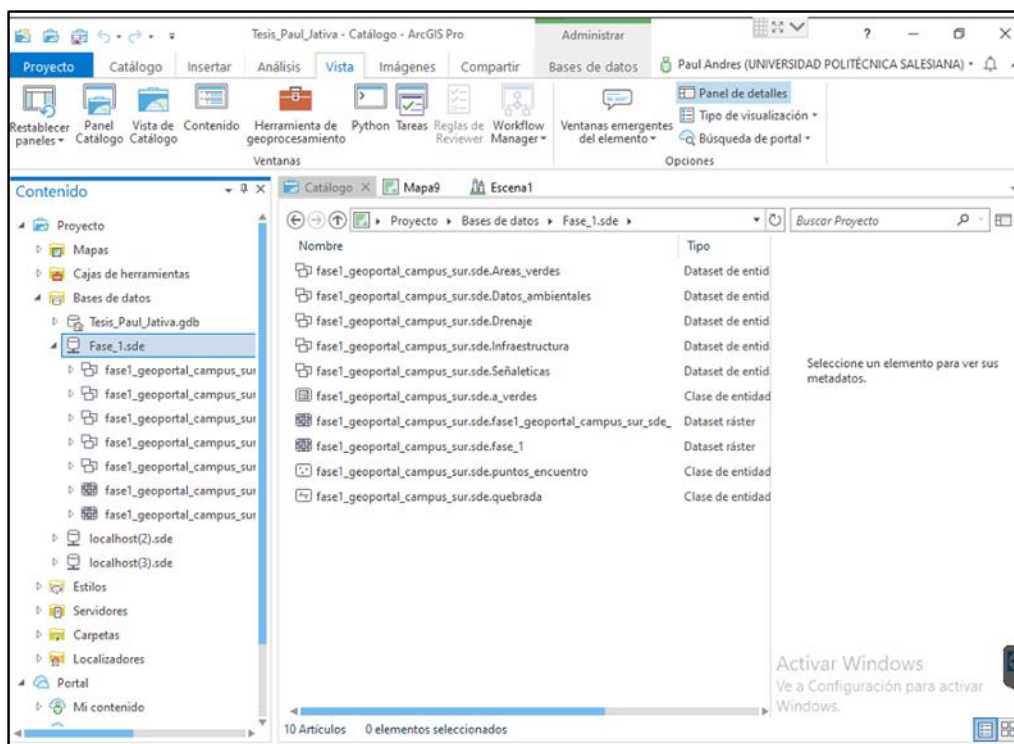 Tesis_Paul_Jativa - Catálogo - ArcGIS Pro
Administrar
?
Proyecto Catálogo Insertar Análisis Vista Imágenes Compartir Bases de datos Paul Andres (UNIVERSIDAD POLITÉCNICA SALESIANA)
Restablecer paneles
Panel Catálogo
Vista de Catálogo
Contenido
Herramienta de geoprocesamiento
Python
Tareas
Reglas de Reviewer
Workflow Manager
Ventanas emergentes del elemento
Panel de detalles
Tipo de visualización
Búsqueda de portal
Ventanas
Opciones
Contenido
Proyecto
Mapas
Cajas de herramientas
Bases de datos
Tesis_Paul_Jativa.gdb
Fase_1.sde
fase1_geoportal_campus_sur
fase1_geoportal_campus_sur
fase1_geoportal_campus_sur
fase1_geoportal_campus_sur
fase1_geoportal_campus_sur
fase1_geoportal_campus_sur
fase1_geoportal_campus_sur
localhost(2).sde
localhost(3).sde
Estilos
Servidores
Carpetas
Localizadores
Portal
Mi contenido
Catálogo Mapa9 Escena1
Proyecto Bases de datos Fase_1.sde
Buscar Proyecto
Nombre Tipo
fase1_geoportal_campus_sur.sde.Areas_verdes Dataset de entid
fase1_geoportal_campus_sur.sde.Datos_ambientales Dataset de entid
fase1_geoportal_campus_sur.sde.Drenaje Dataset de entid
fase1_geoportal_campus_sur.sde.Infraestructura Dataset de entid
fase1_geoportal_campus_sur.sde.Señaleticas Dataset de entid
fase1_geoportal_campus_sur.sde.a_verdes Clase de entidad
fase1_geoportal_campus_sur.sde.fase1_geoportal_campus_sur_sde_ Dataset ráster
fase1_geoportal_campus_sur.sde.fase_1 Dataset ráster
fase1_geoportal_campus_sur.sde.puntos_encuentro Clase de entidad
fase1_geoportal_campus_sur.sde.quebrada Clase de entidad
Seleccione un elemento para ver sus
metadatos.
Activar Windows
Ve a Configuración para activar
Windows.
10 Artículos 0 elementos seleccionados